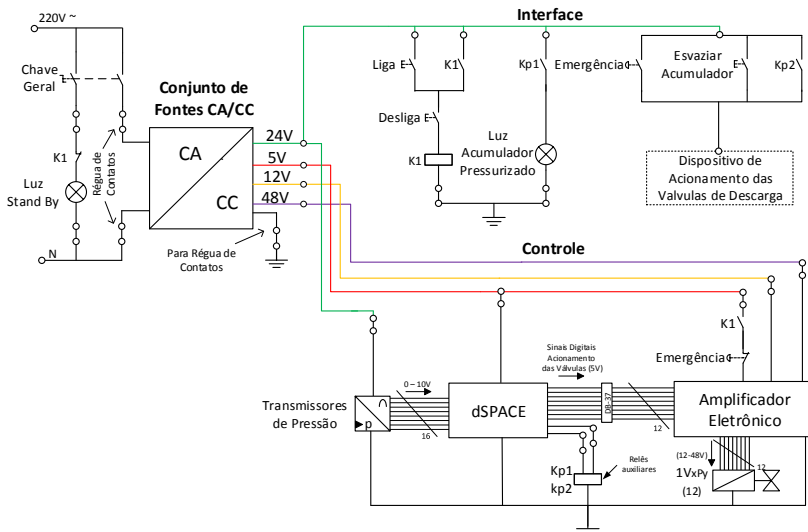 Interface
220V ~
Chave
Geral
Conjunto de
Fontes CA/CC
Liga
K1
Kp1
Emergência
Esvaziar
Acumulador
Kp2
Desliga
K1
Luz
Acumulador
Pressurizado
Dispositivo de
Acionamento das
Valvulas de Descarga
K1
Luz
Stand By
Régua de
Contatos
N
CA
CC
24V
5V
12V
48V
Para Régua de
Contatos
Controle
K1
Emergência
Transmissores
de Pressão
p
0 – 10V
16
dSPACE
Sinais Digitais
Acionamento
das Válvulas (5V)
DB-37
12
Amplificador
Eletrônico
Kp1
kp2
Relês
auxiliares
(12-48V)
12
1VxPy
(12)